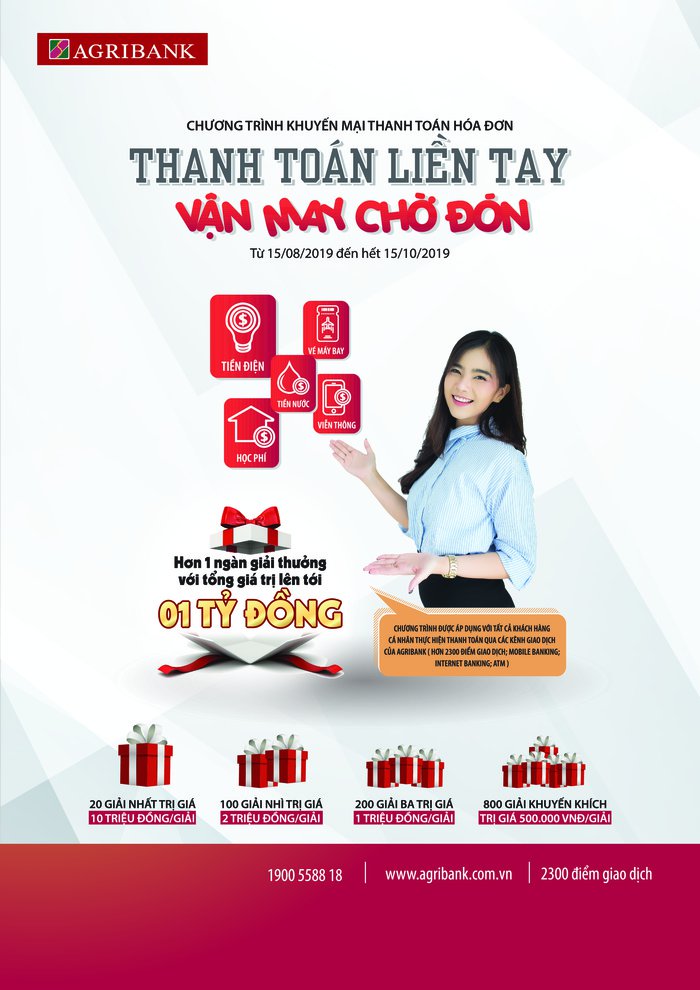 AGRIBANK
CHƯƠNG TRÌNH KHUYẾN MẠI THANH TOÁN HÓA ĐƠN
THANH TOÁN LIỀN TAY
VẬN MAY CHỜ ĐÓN
Từ 15/08/2019 đến hết 15/10/2019
TIỀN ĐIỆN
VÉ MÁY BAY
TIỀN NƯỚC
VIỄN THÔNG
HỌC PHÍ
Hơn 1 ngàn giải thưởng
với tổng giá trị lên tới
01 TỶ ĐỒNG
CHƯƠNG TRÌNH ĐƯỢC ÁP DỤNG VỚI TẤT CẢ KHÁCH HÀNG
CÁ NHÂN THỰC HIỆN THANH TOÁN QUA CÁC KÊNH GIAO DỊCH
CỦA AGRIBANK ( HƠN 2300 ĐIỂM GIAO DỊCH; MOBILE BANKING;
INTERNET BANKING; ATM )
20 GIẢI NHẤT TRỊ GIÁ
10 TRIỆU ĐỒNG/GIẢI
100 GIẢI NHÌ TRỊ GIÁ
2 TRIỆU ĐỒNG/GIẢI
200 GIẢI BA TRỊ GIÁ
1 TRIỆU ĐỒNG/GIẢI
800 GIẢI KHUYẾN KHÍCH
TRỊ GIÁ 500.000 VNĐ/GIẢI
1900 5588 18
www.agribank.com.vn
2300 điểm giao dịch